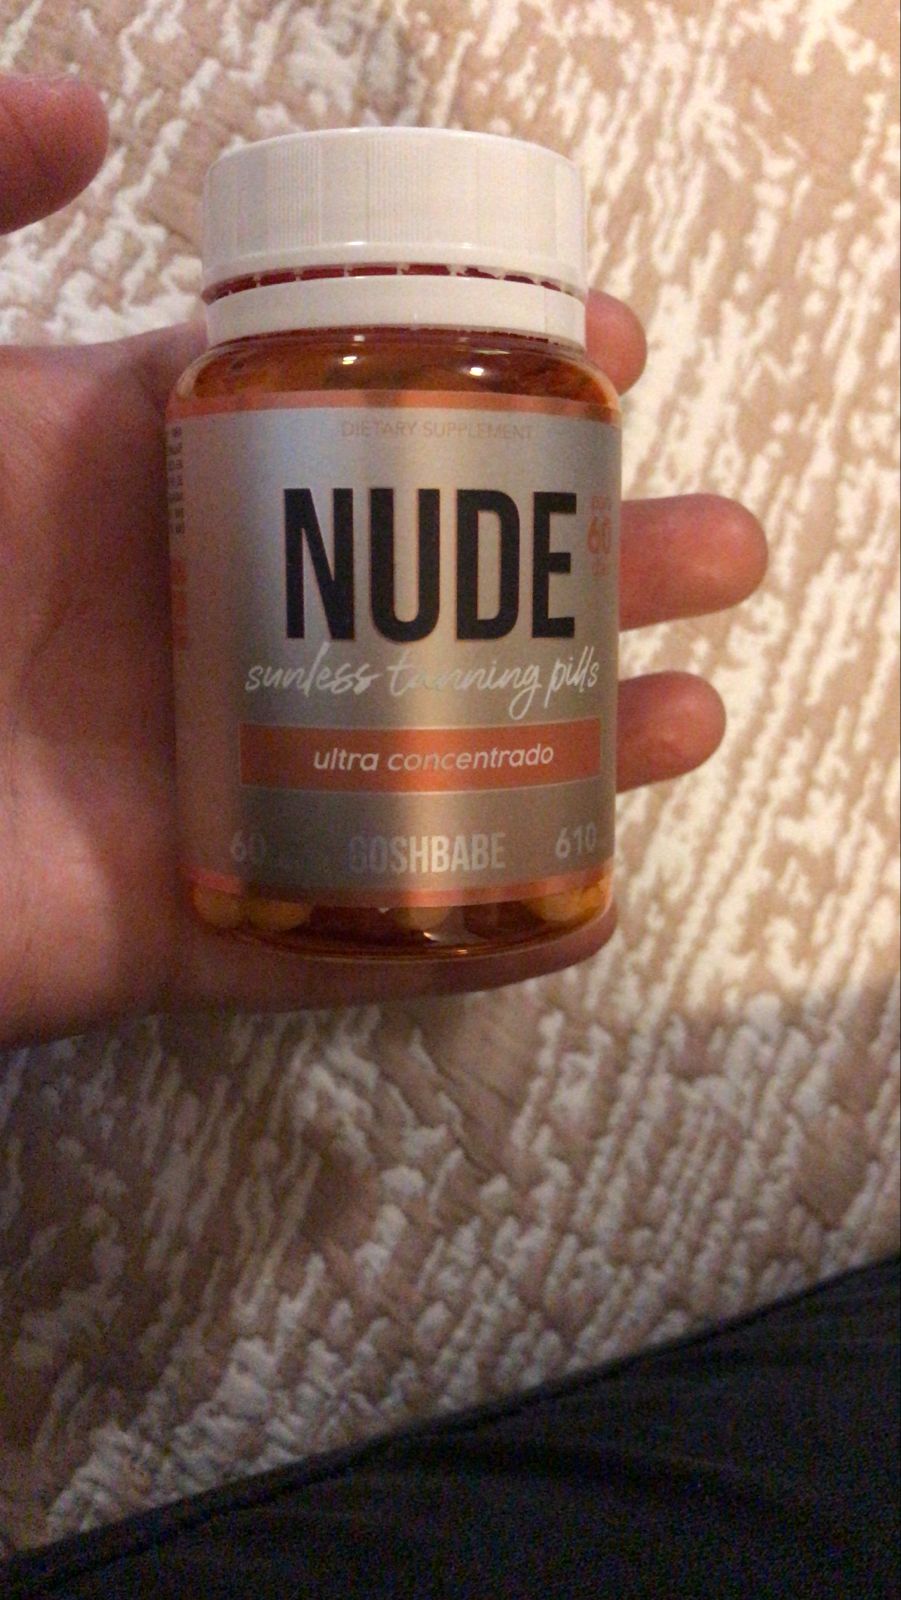 DIETARY SUPPLEMENT
NUDE
60
sunless tanning pills
ultra concentrado
60 GOSHBABE 610